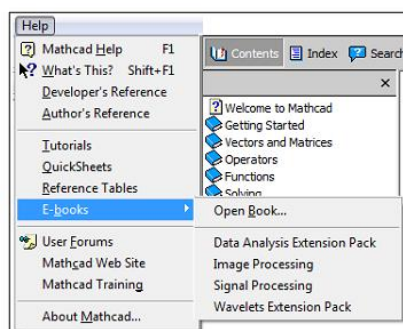 Help
Mathcad Help F1
What's This? Shift+F1
Developer's Reference
Author's Reference
Tutorials
QuickSheets
Reference Tables
E-books
User Forums
Mathcad Web Site
Mathcad Training
About Mathcad...
Contents Index Search
Welcome to Mathcad
Getting Started
Vectors and Matrices
Operators
Functions
Solving
Open Book...
Data Analysis Extension Pack
Image Processing
Signal Processing
Wavelets Extension Pack